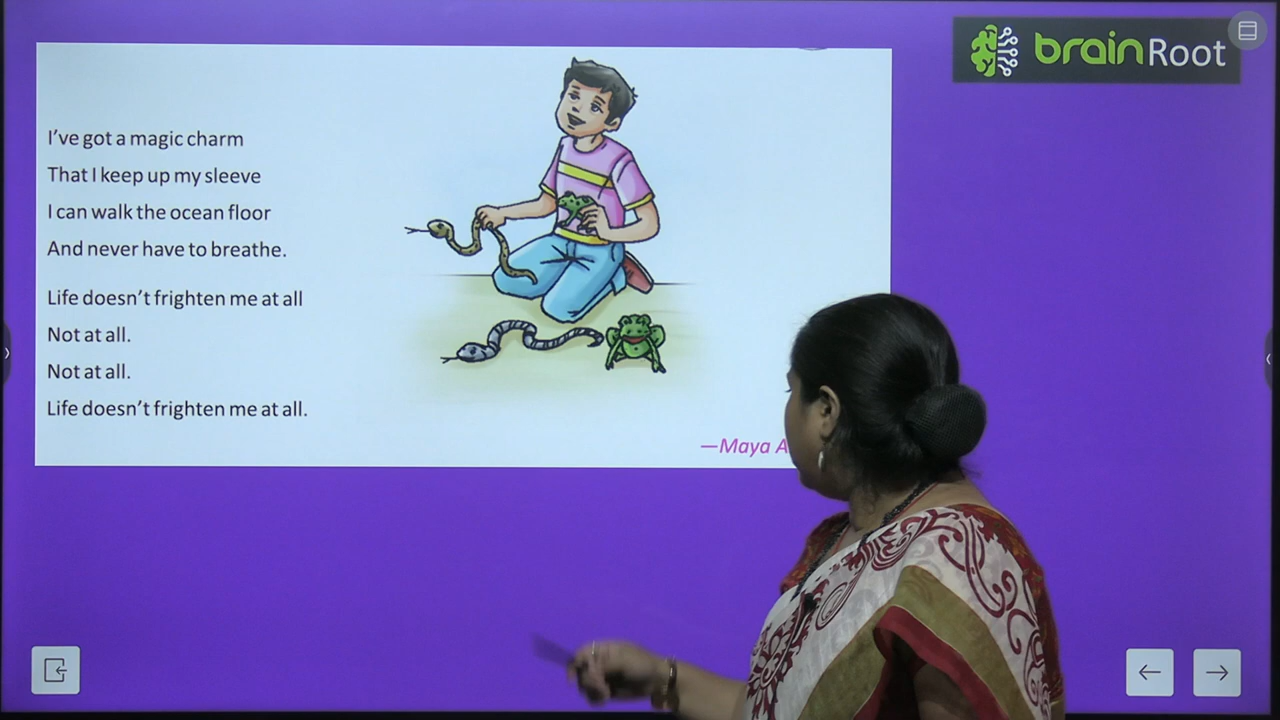 brainRoot
I've got a magic charm
That I keep up my sleeve
I can walk the ocean floor
And never have to breathe.
Life doesn't frighten me at all
Not at all.
Not at all.
Life doesn't frighten me at all.
—Maya